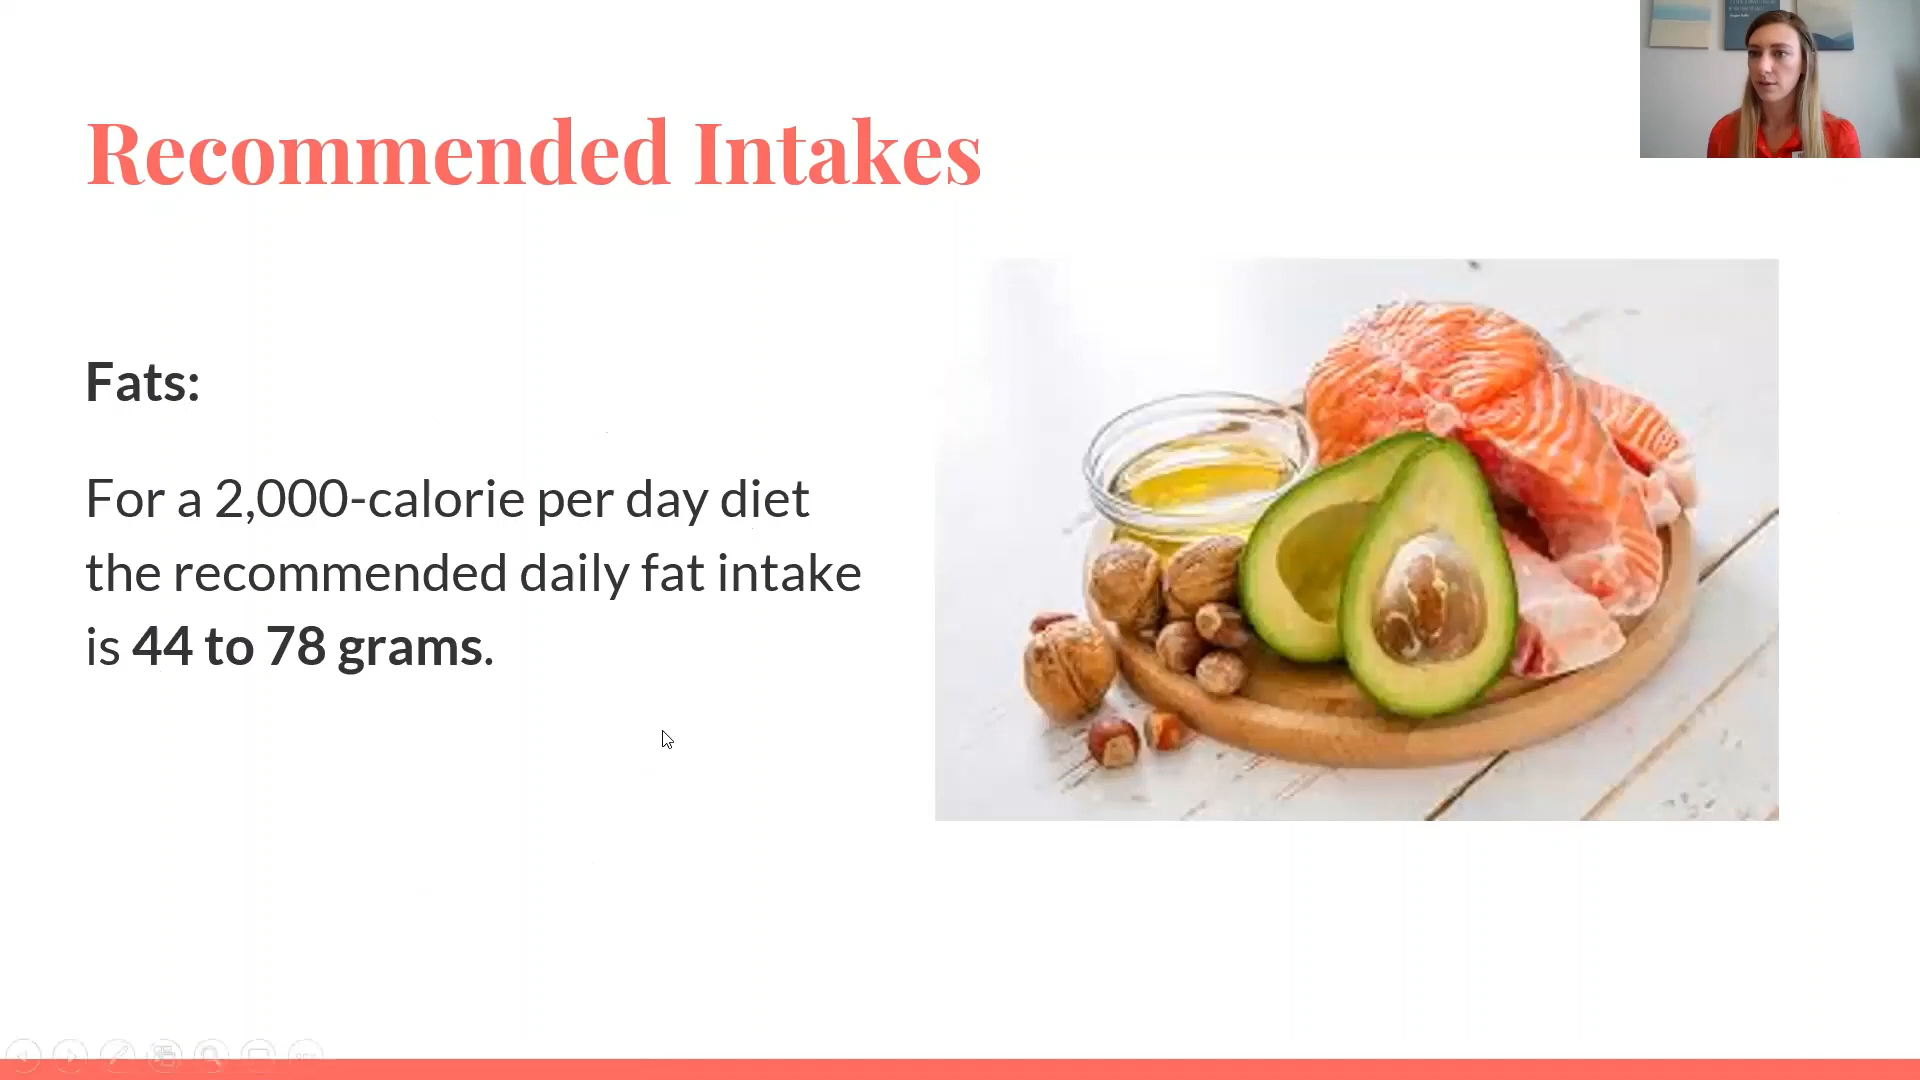 Recommended Intakes
Fats:
For a 2,000-calorie per day diet
the recommended daily fat intake
is 44 to 78 grams.